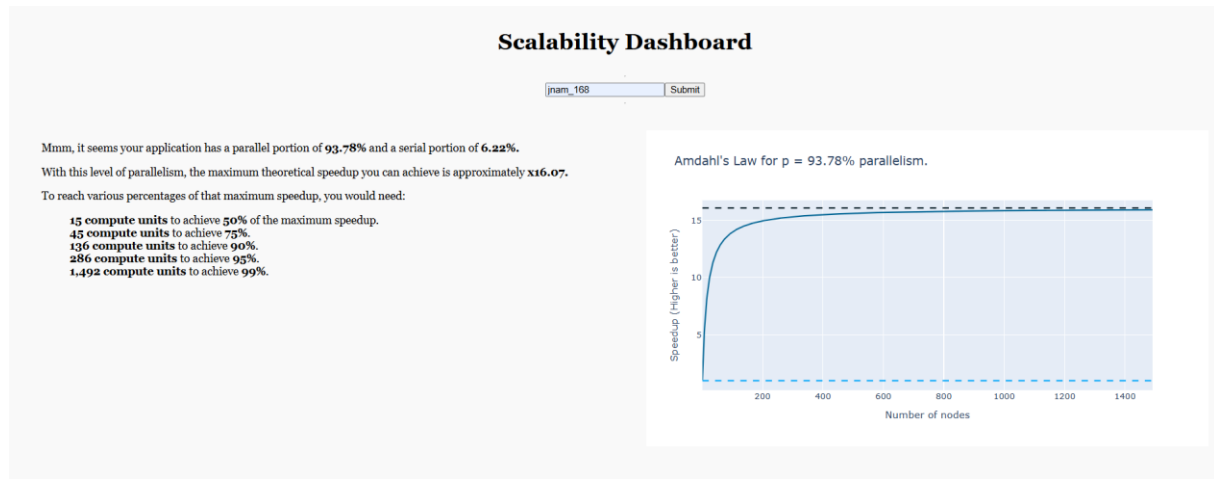 Scalability Dashboard
jnam_168 Submit
Mmm, it seems your application has a parallel portion of 93.78% and a serial portion of 6.22%.
With this level of parallelism, the maximum theoretical speedup you can achieve is approximately x16.07.
To reach various percentages of that maximum speedup, you would need:
15 compute units to achieve 50% of the maximum speedup.
45 compute units to achieve 75%.
136 compute units to achieve 90%.
286 compute units to achieve 95%.
1,492 compute units to achieve 99%.
Amdahl's Law for p = 93.78% parallelism.
Speedup (Higher is better)
15
10
5
200 400 600 800 1000 1200 1400
Number of nodes